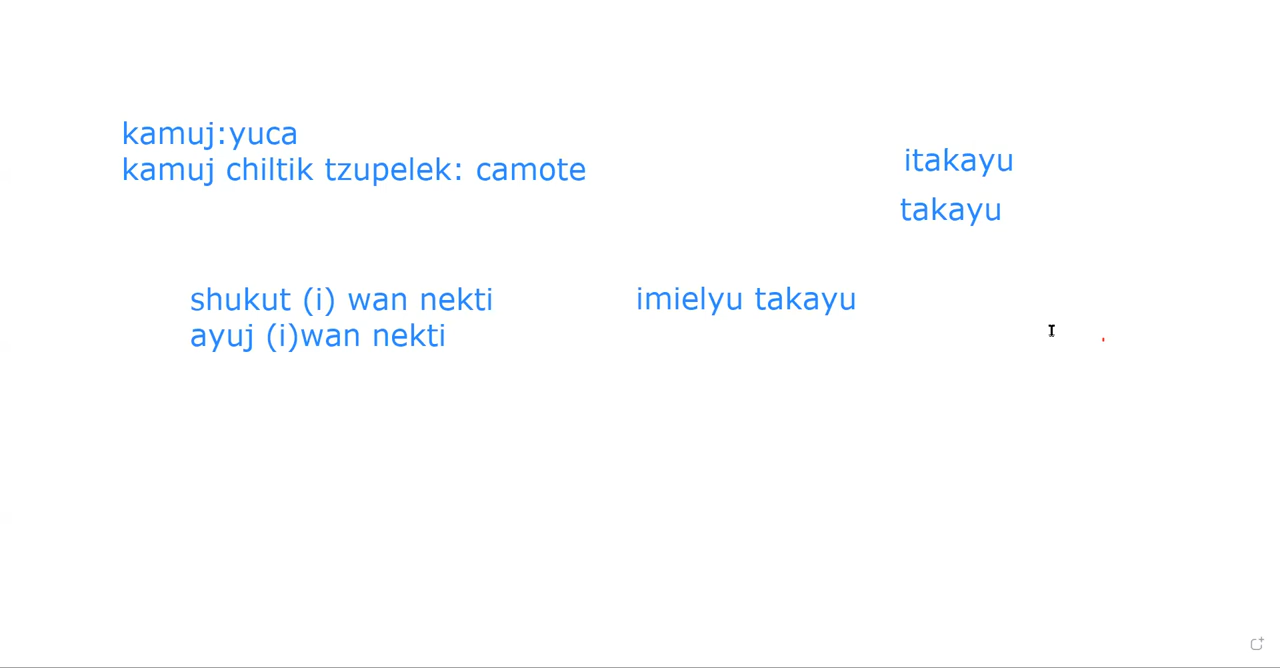 kamuj:yuca
kamuj chiltik tzupelek: camote
itakayu
takayu
shukut (i) wan nekti
ayuj (i)wan nekti
imielyu takayu